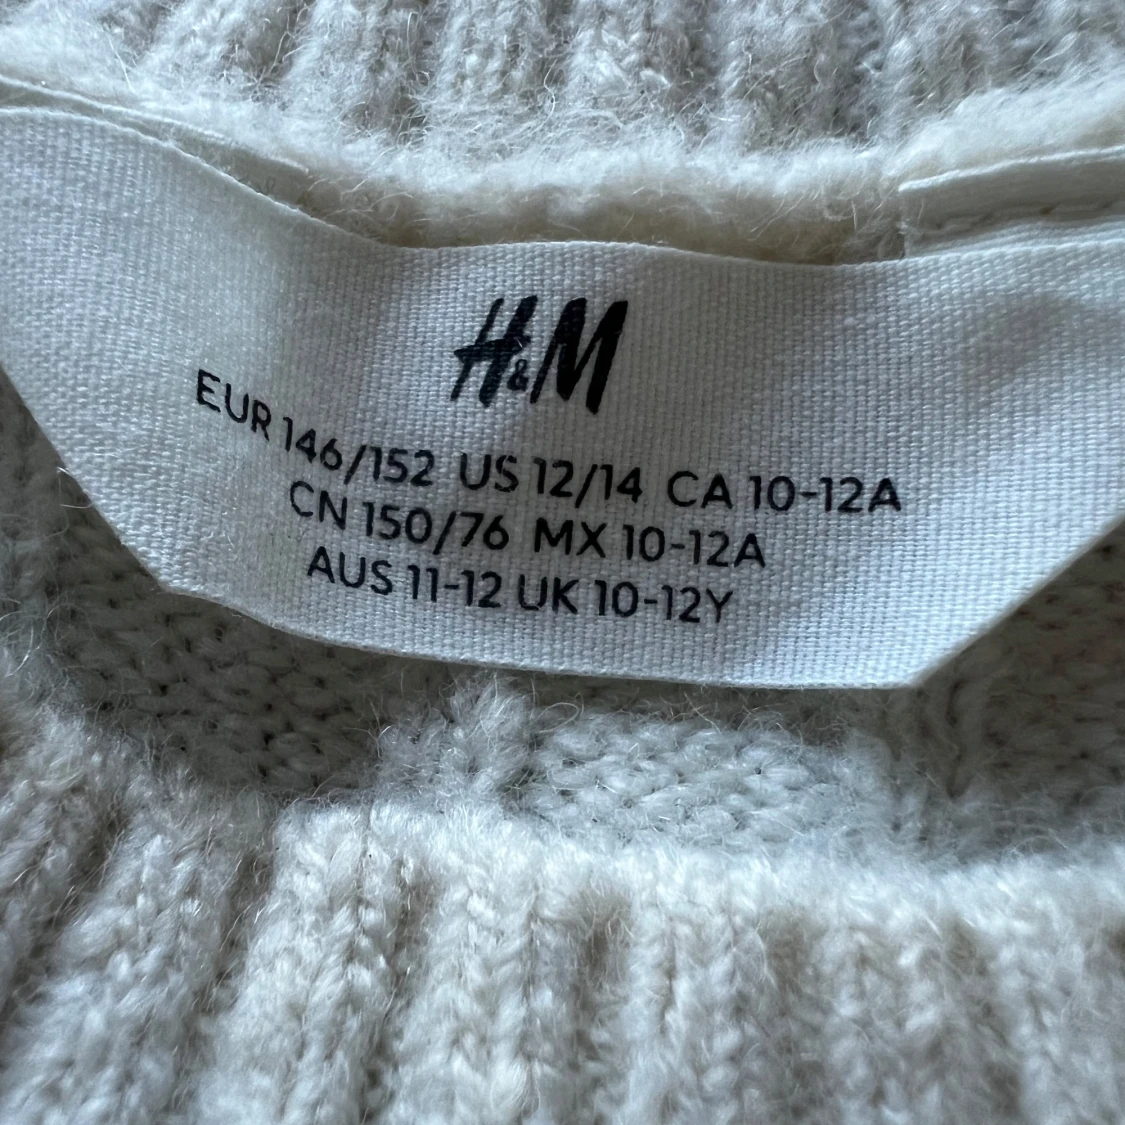 H&M
EUR 146/152 US 12/14 CA 10-12A
CN 150/76 MX 10-12A
AUS 11-12 UK 10-12Y